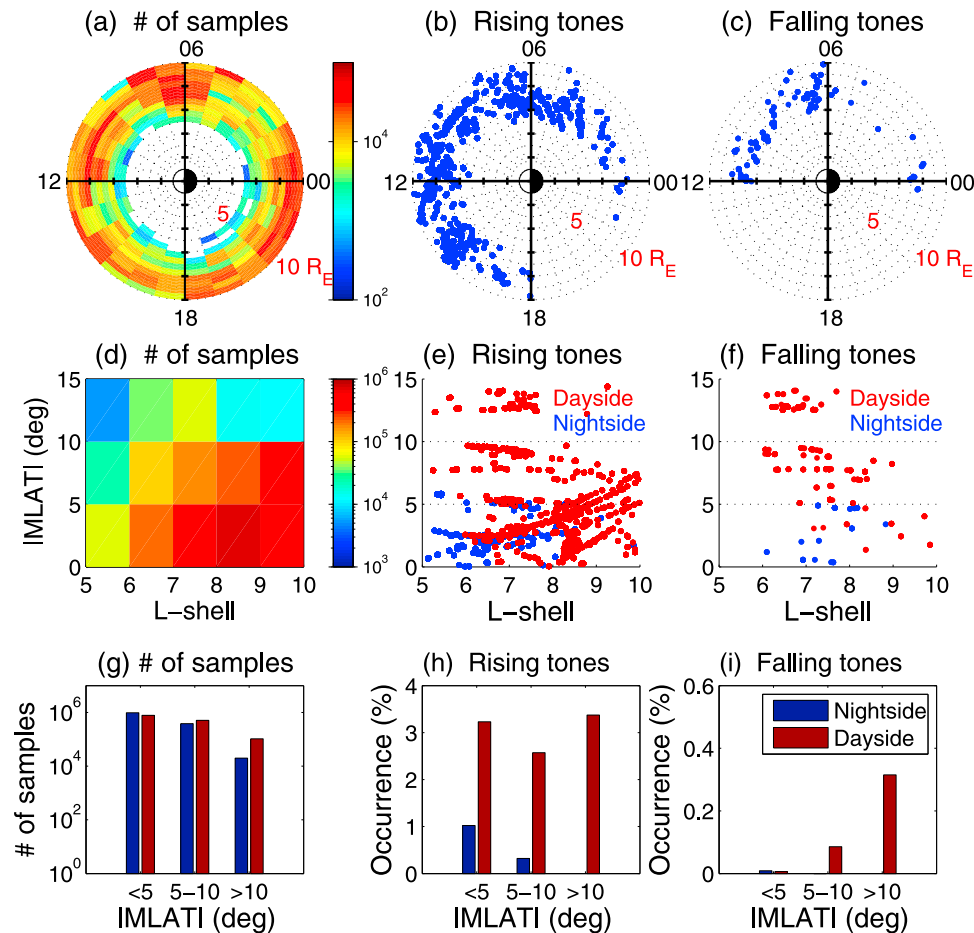 (a) # of samples
(b) Rising tones
(c) Falling tones
06
06
06
12
00
12
00
12
00
5
5
5
10 R_E
10 R_E
10 R_E
18
18
18
10^4
10^2
(d) # of samples
(e) Rising tones
(f) Falling tones
15
10
5
0
|MLAT| (deg)
5 6 7 8 9 10
L-shell
10^6
10^5
10^4
10^3
15
10
5
0
Dayside
Nightside
5 6 7 8 9 10
L-shell
15
10
5
0
Dayside
Nightside
5 6 7 8 9 10
L-shell
(g) # of samples
(h) Rising tones
(i) Falling tones
# of samples
10^6
10^4
10^2
10^0
<5 5-10 >10
|MLAT| (deg)
Occurrence (%)
4
3
2
1
0
<5 5-10 >10
|MLAT| (deg)
Occurrence (%)
0.6
0.4
0.2
0
Nightside
Dayside
<5 5-10 >10
|MLAT| (deg)